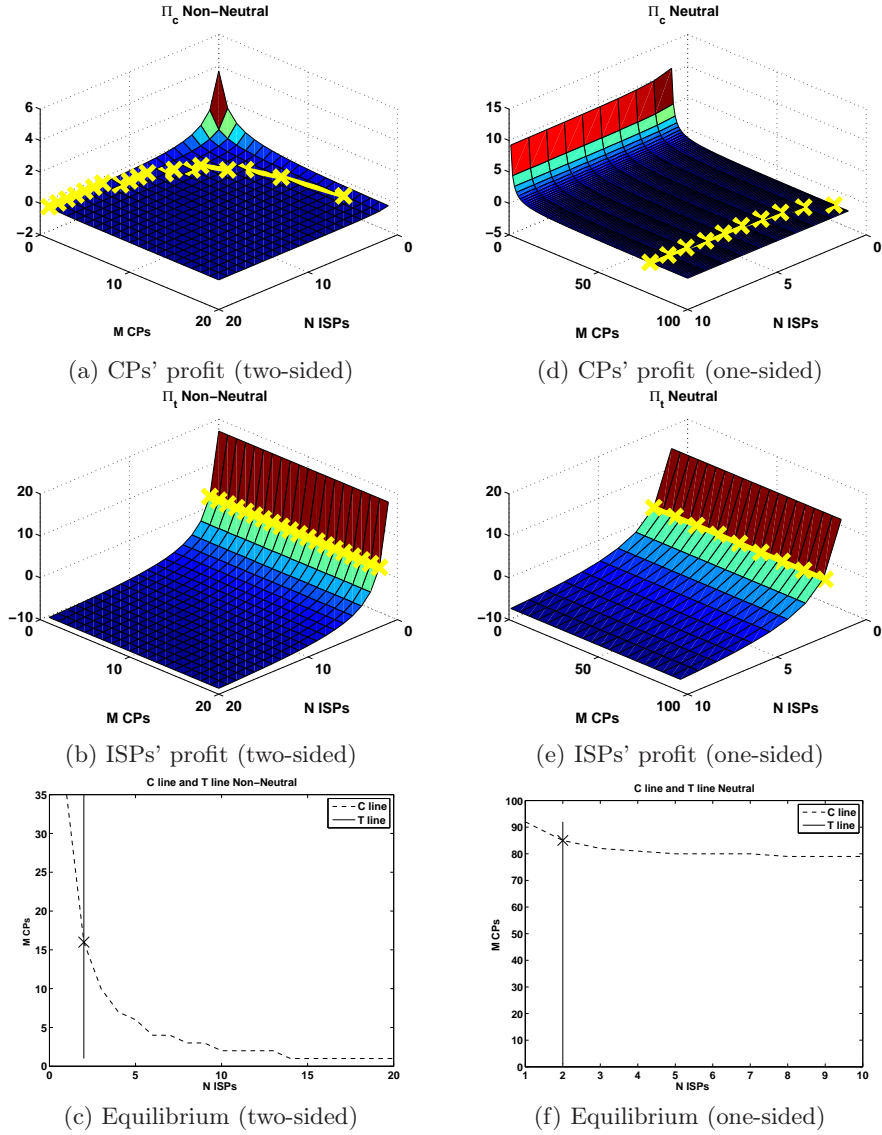 Π_c Non−Neutral
6
4
2
0
−2
0
10
20
M CPs
20
10
0
N ISPs
(a) CPs’ profit (two-sided)
Π_c Neutral
15
10
5
0
−5
0
50
100
M CPs
10
5
0
N ISPs
(d) CPs’ profit (one-sided)
Π_t Non−Neutral
20
10
0
−10
0
10
20
M CPs
20
10
0
N ISPs
(b) ISPs’ profit (two-sided)
Π_t Neutral
20
10
0
−10
0
50
100
M CPs
10
5
0
N ISPs
(e) ISPs’ profit (one-sided)
C line and T line Non−Neutral
C line
T line
35
30
25
20
15
10
5
0
M CPs
0 5 10 15 20
N ISPs
(c) Equilibrium (two-sided)
C line and T line Neutral
C line
T line
100
90
80
70
60
50
40
30
20
10
0
M CPs
1 2 3 4 5 6 7 8 9 10
N ISPs
(f) Equilibrium (one-sided)